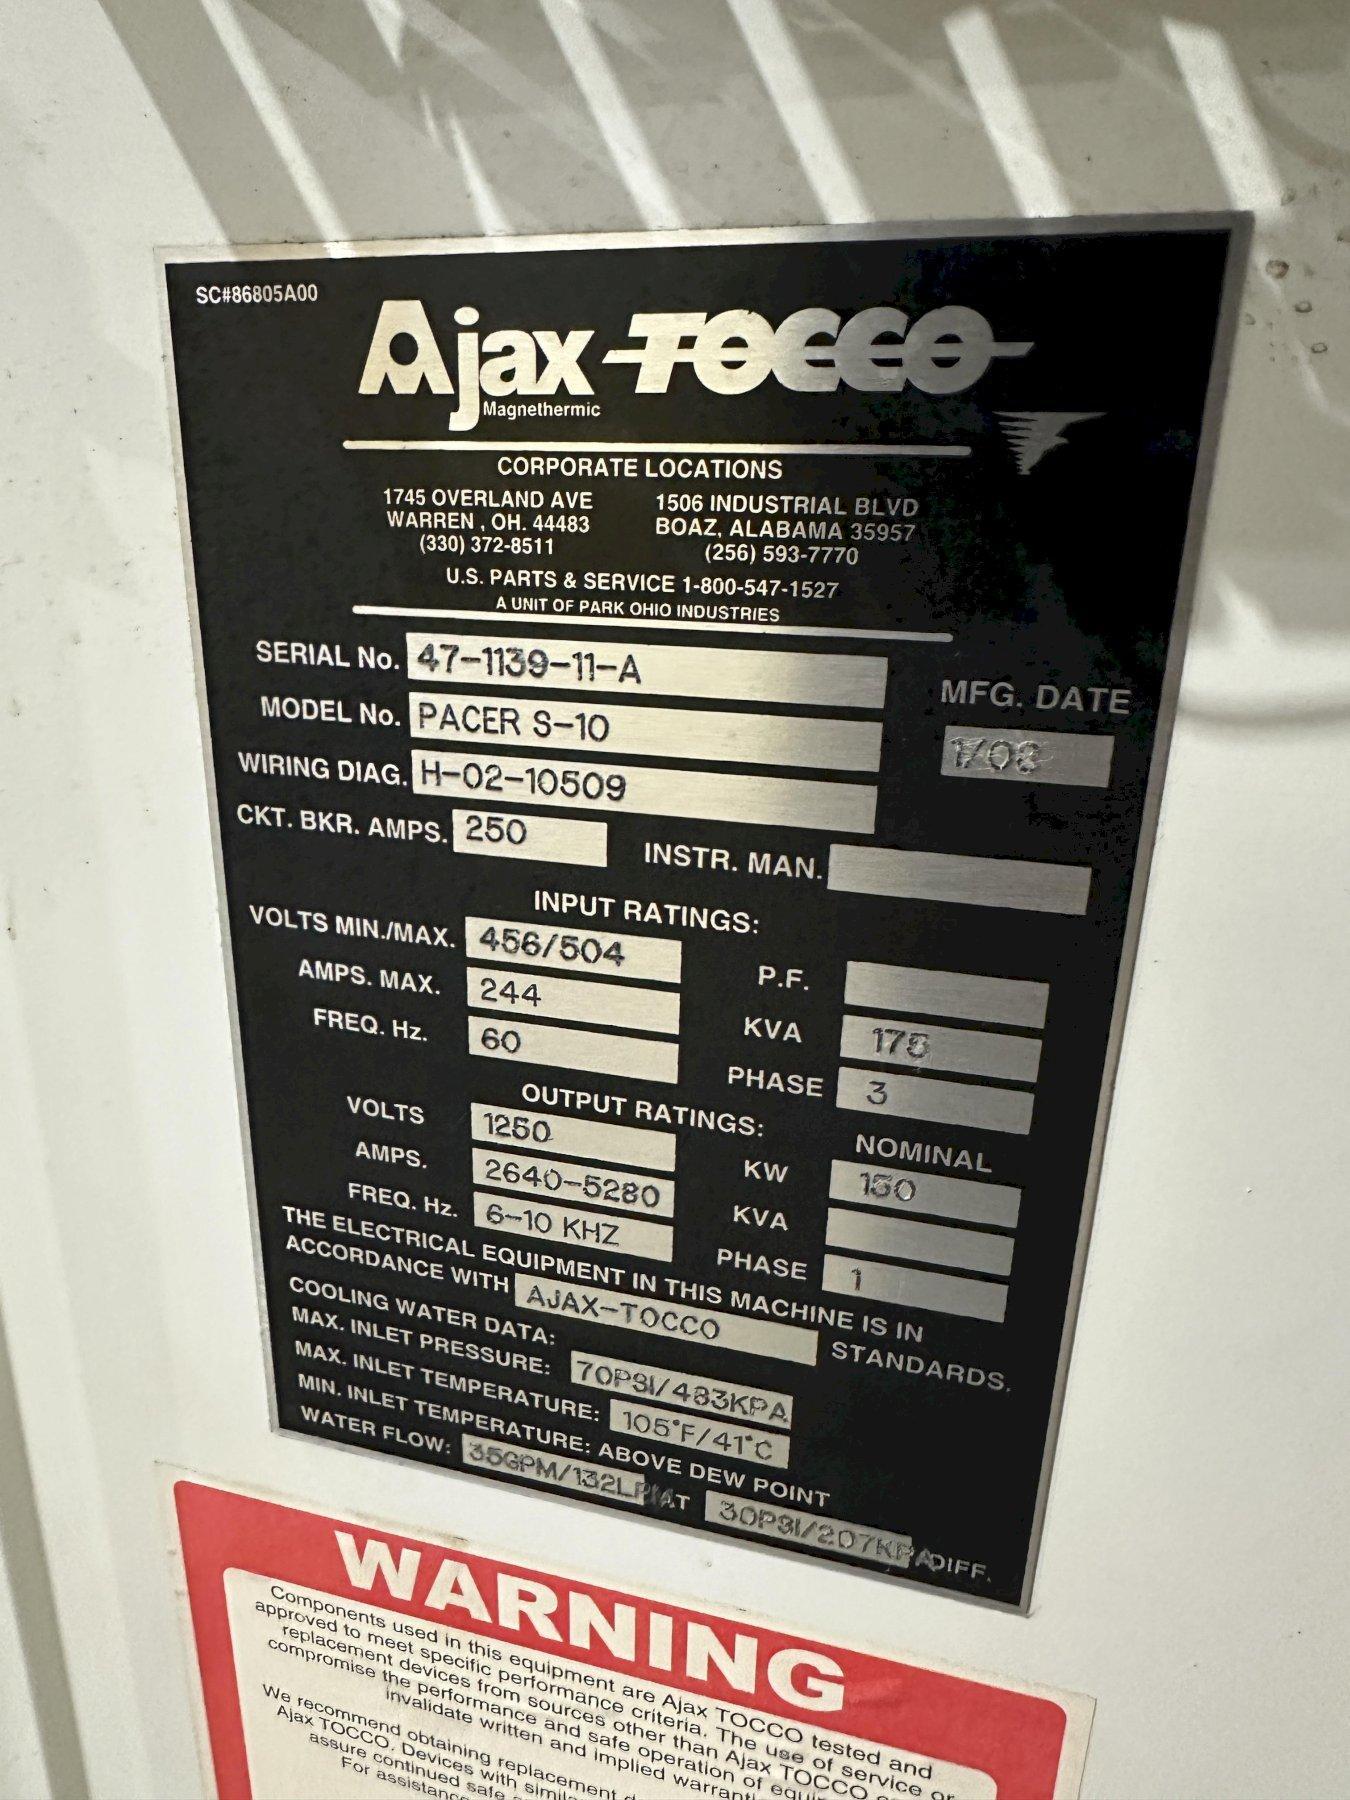 SC#86805A00
Ajax TOCCO
Magnethermic
CORPORATE LOCATIONS
1745 OVERLAND AVE 1506 INDUSTRIAL BLVD
WARREN , OH. 44483 BOAZ, ALABAMA 35957
(330) 372-8511 (256) 593-7770
U.S. PARTS & SERVICE 1-800-547-1527
A UNIT OF PARK OHIO INDUSTRIES
SERIAL No. 47-1139-11-A
MFG. DATE
MODEL No. PACER S-10
1/08
WIRING DIAG. H-02-10509
CKT. BKR. AMPS. 250 INSTR. MAN.
INPUT RATINGS:
VOLTS MIN./MAX. 456/504 P.F.
AMPS. MAX. 244 KVA 175
FREQ. Hz. 60 PHASE 3
OUTPUT RATINGS: NOMINAL
VOLTS 1250 KW 150
AMPS. 2640-5280 KVA
FREQ. Hz. 6-10 KHZ PHASE 1
THE ELECTRICAL EQUIPMENT IN THIS MACHINE IS IN
ACCORDANCE WITH AJAX-TOCCO STANDARDS.
COOLING WATER DATA:
MAX. INLET PRESSURE: 70PSI/483KPA
MAX. INLET TEMPERATURE: 105°F/41°C
MIN. INLET TEMPERATURE: ABOVE DEW POINT
WATER FLOW: 35GPM/132LPM AT 30PSI/207KPA DIFF.
WARNING
Components used in this equipment are Ajax TOCCO tested and
approved to meet specific performance criteria. The use of service or
replacement devices from sources other than Ajax TOCCO
compromise the performance and safe operation of
invalidate written and implied
We recommend obtaining replacement
Ajax TOCCO. Devices with
assure continued safe
For